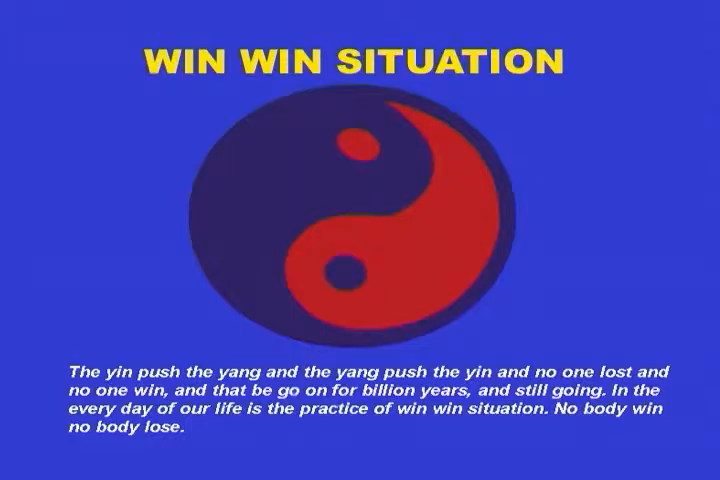 WIN WIN SITUATION
The yin push the yang and the yang push the yin and no one lost and
no one win, and that be go on for billion years, and still going. In the
every day of our life is the practice of win win situation. No body win
no body lose.